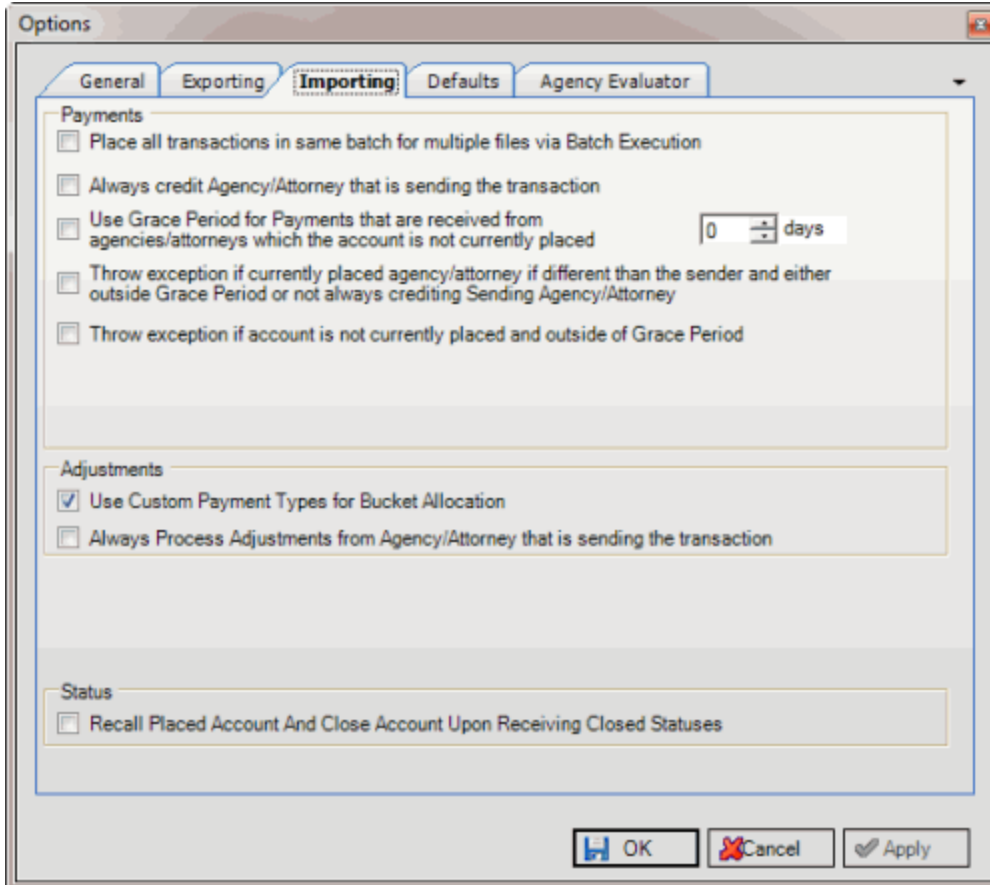 Options
General Exporting Importing Defaults Agency Evaluator
Payments
Place all transactions in same batch for multiple files via Batch Execution
Always credit Agency/Attorney that is sending the transaction
Use Grace Period for Payments that are received from
agencies/attorneys which the account is not currently placed
0 days
Throw exception if currently placed agency/attorney if different than the sender and either
outside Grace Period or not always crediting Sending Agency/Attorney
Throw exception if account is not currently placed and outside of Grace Period
Adjustments
Use Custom Payment Types for Bucket Allocation
Always Process Adjustments from Agency/Attorney that is sending the transaction
Status
Recall Placed Account And Close Account Upon Receiving Closed Statuses
OK Cancel Apply